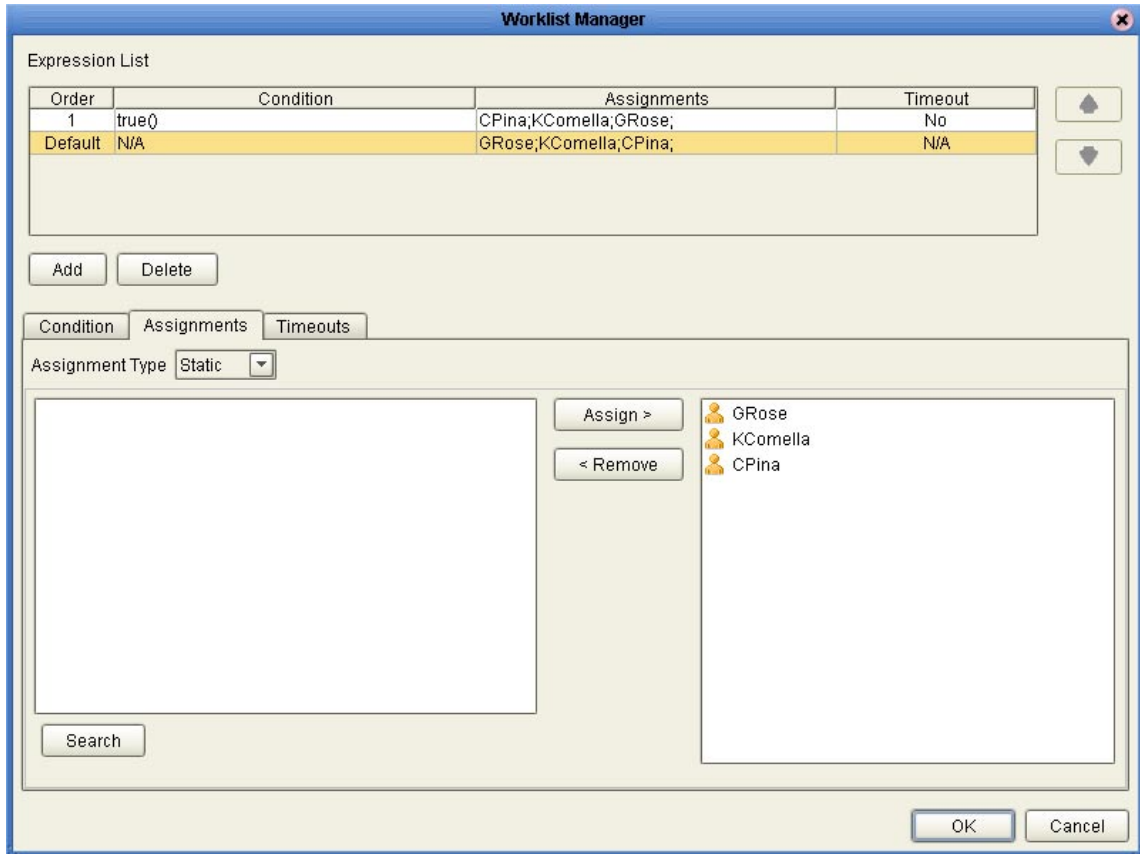 Worklist Manager
Expression List
Order Condition Assignments Timeout
1 true() CPina;KComella;GRose; No
Default N/A GRose;KComella;CPina; N/A
Add Delete
Condition Assignments Timeouts
Assignment Type Static
Assign >
< Remove
GRose
KComella
CPina
Search
OK Cancel